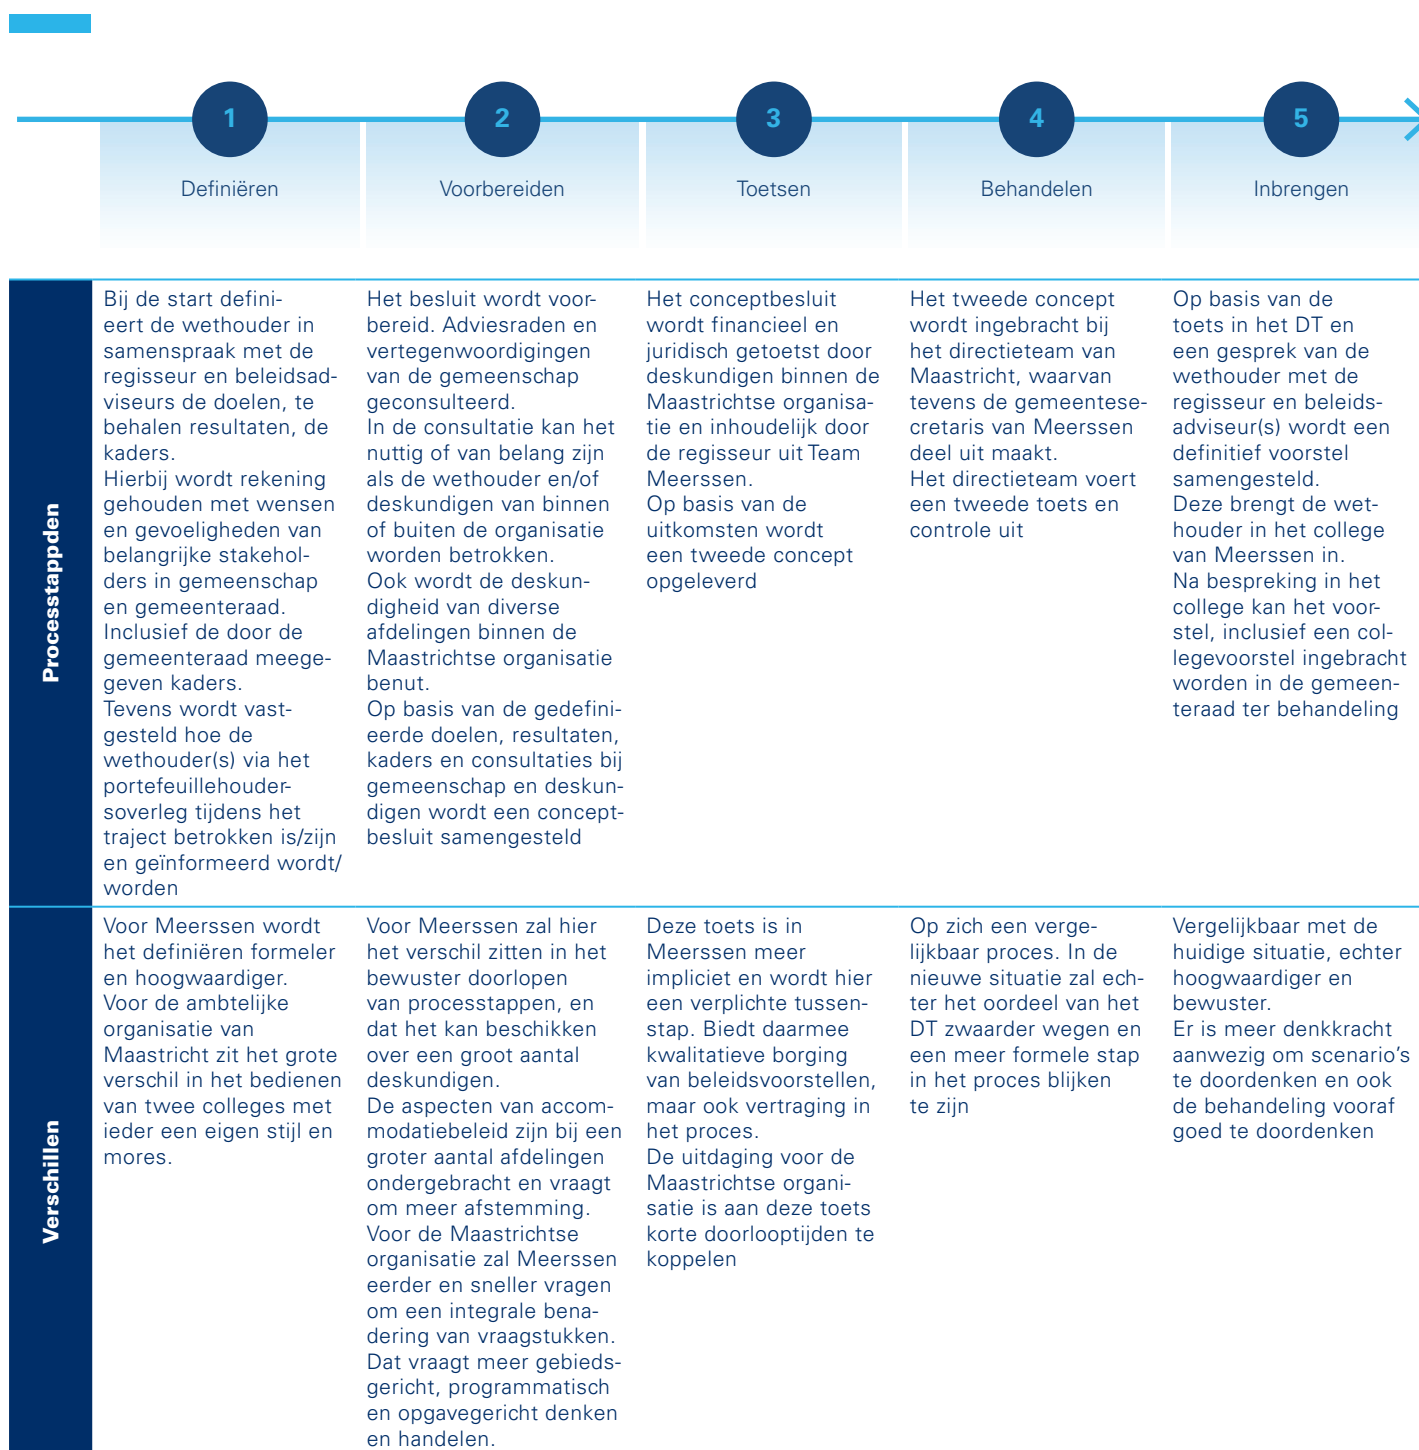 1
2
3
4
5
Definiëren
Voorbereiden
Toetsen
Behandelen
Inbrengen
Processtappden
Bij de start defini-
eert de wethouder in
samenspraak met de
regisseur en beleidsad-
viseurs de doelen, te
behalen resultaten, de
kaders.
Hierbij wordt rekening
gehouden met wensen
en gevoeligheden van
belangrijke stakehol-
ders in gemeenschap
en gemeenteraad.
Inclusief de door de
gemeenteraad meege-
geven kaders.
Tevens wordt vast-
gesteld hoe de
wethouder(s) via het
portefeuillehouder-
soverleg tijdens het
traject betrokken is/zijn
en geïnformeerd wordt/
worden
Het besluit wordt voor-
bereid. Adviesraden en
vertegenwoordigingen
van de gemeenschap
geconsulteerd.
In de consultatie kan het
nuttig of van belang zijn
als de wethouder en/of
deskundigen van binnen
of buiten de organisatie
worden betrokken.
Ook wordt de deskun-
digheid van diverse
afdelingen binnen de
Maastrichtse organisatie
benut.
Op basis van de gedefini-
eerde doelen, resultaten,
kaders en consultaties bij
gemeenschap en deskun-
digen wordt een concept-
besluit samengesteld
Het conceptbesluit
wordt financieel en
juridisch getoetst door
deskundigen binnen de
Maastrichtse organisa-
tie en inhoudelijk door
de regisseur uit Team
Meerssen.
Op basis van de
uitkomsten wordt
een tweede concept
opgeleverd
Het tweede concept
wordt ingebracht bij
het directieteam van
Maastricht, waarvan
tevens de gemeentese-
cretaris van Meerssen
deel uit maakt.
Het directieteam voert
een tweede toets en
controle uit
Op basis van de
toets in het DT en
een gesprek van de
wethouder met de
regisseur en beleids-
adviseur(s) wordt een
definitief voorstel
samengesteld.
Deze brengt de wet-
houder in het college
van Meerssen in.
Na bespreking in het
college kan het voor-
stel, inclusief een col-
legevoorstel ingebracht
worden in de gemeen-
teraad ter behandeling
Verschillen
Voor Meerssen wordt
het definiëren formeler
en hoogwaardiger.
Voor de ambtelijke
organisatie van
Maastricht zit het grote
verschil in het bedienen
van twee colleges met
ieder een eigen stijl en
mores.
Voor Meerssen zal hier
het verschil zitten in het
bewuster doorlopen
van processtappen, en
dat het kan beschikken
over een groot aantal
deskundigen.
De aspecten van accom-
modatiebeleid zijn bij een
groter aantal afdelingen
ondergebracht en vraagt
om meer afstemming.
Voor de Maastrichtse
organisatie zal Meerssen
eerder en sneller vragen
om een integrale bena-
dering van vraagstukken.
Dat vraagt meer gebieds-
gericht, programmatisch
en opgavegericht denken
en handelen.
Deze toets is in
Meerssen meer
impliciet en wordt hier
een verplichte tussen-
stap. Biedt daarmee
kwalitatieve borging
van beleidsvoorstellen,
maar ook vertraging in
het proces.
De uitdaging voor de
Maastrichtse organi-
satie is aan deze toets
korte doorlooptijden te
koppelen
Op zich een verge-
lijkbaar proces. In de
nieuwe situatie zal ech-
ter het oordeel van het
DT zwaarder wegen en
een meer formele stap
in het proces blijken
te zijn
Vergelijkbaar met de
huidige situatie, echter
hoogwaardiger en
bewuster.
Er is meer denkkracht
aanwezig om scenario's
te doordenken en ook
de behandeling vooraf
goed te doordenken